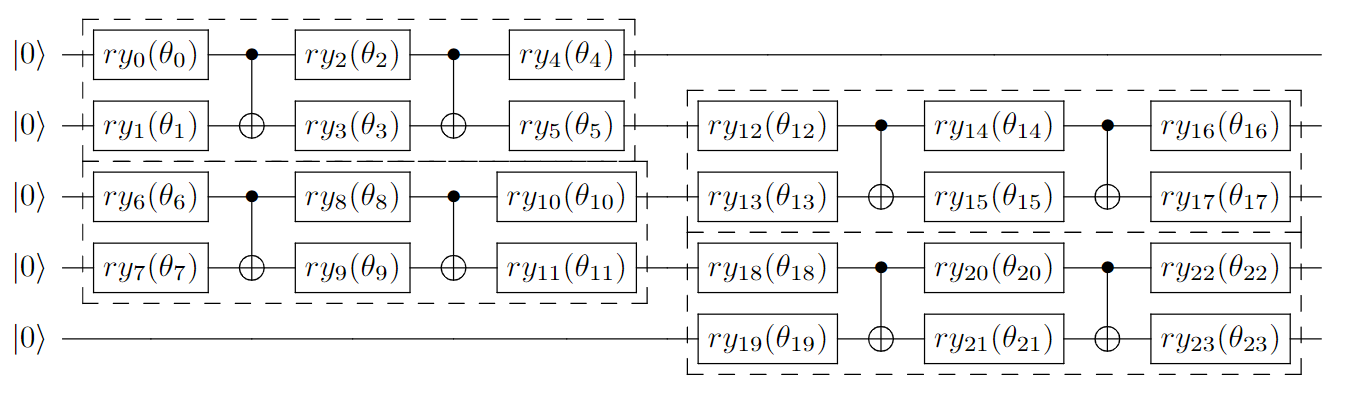 |0⟩ ry₀(θ₀) ry₂(θ₂) ry₄(θ₄)
|0⟩ ry₁(θ₁) ry₃(θ₃) ry₅(θ₅) ry₁₂(θ₁₂) ry₁₄(θ₁₄) ry₁₆(θ₁₆)
|0⟩ ry₆(θ₆) ry₈(θ₈) ry₁₀(θ₁₀) ry₁₃(θ₁₃) ry₁₅(θ₁₅) ry₁₇(θ₁₇)
|0⟩ ry₇(θ₇) ry₉(θ₉) ry₁₁(θ₁₁) ry₁₈(θ₁₈) ry₂₀(θ₂₀) ry₂₂(θ₂₂)
|0⟩ ry₁₉(θ₁₉) ry₂₁(θ₂₁) ry₂₃(θ₂₃)